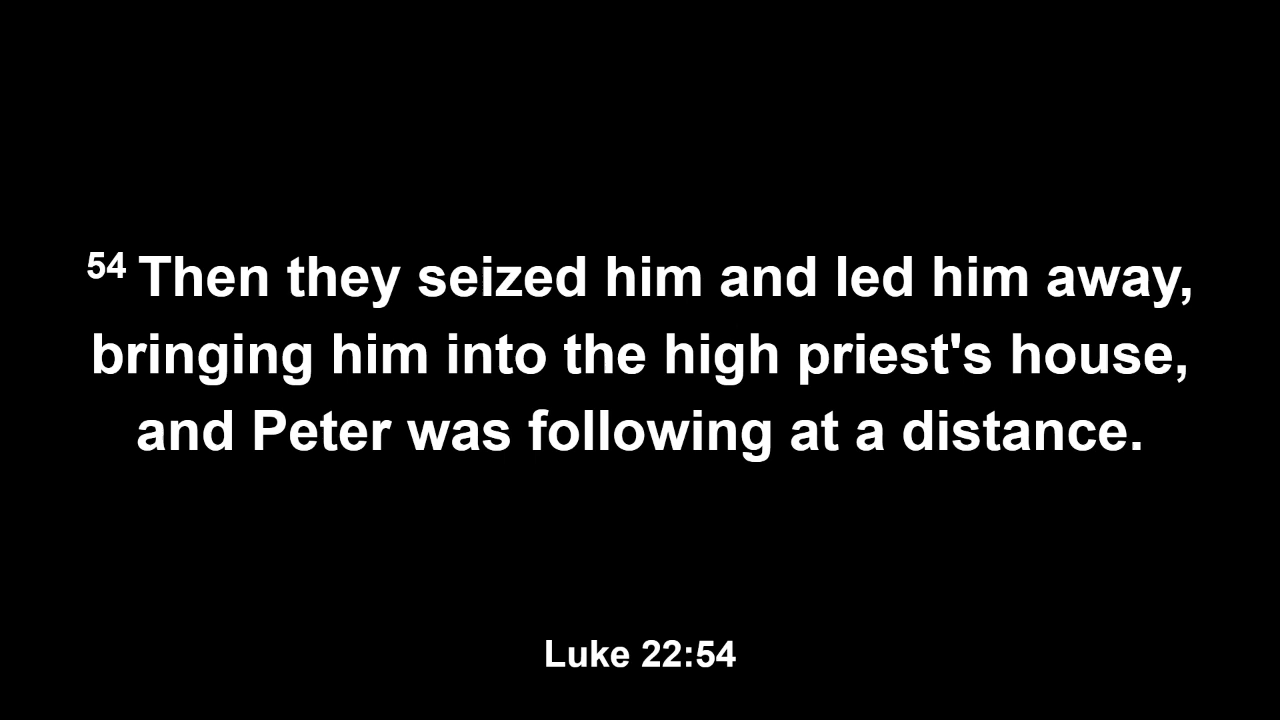 54 Then they seized him and led him away,
bringing him into the high priest's house,
and Peter was following at a distance.
Luke 22:54